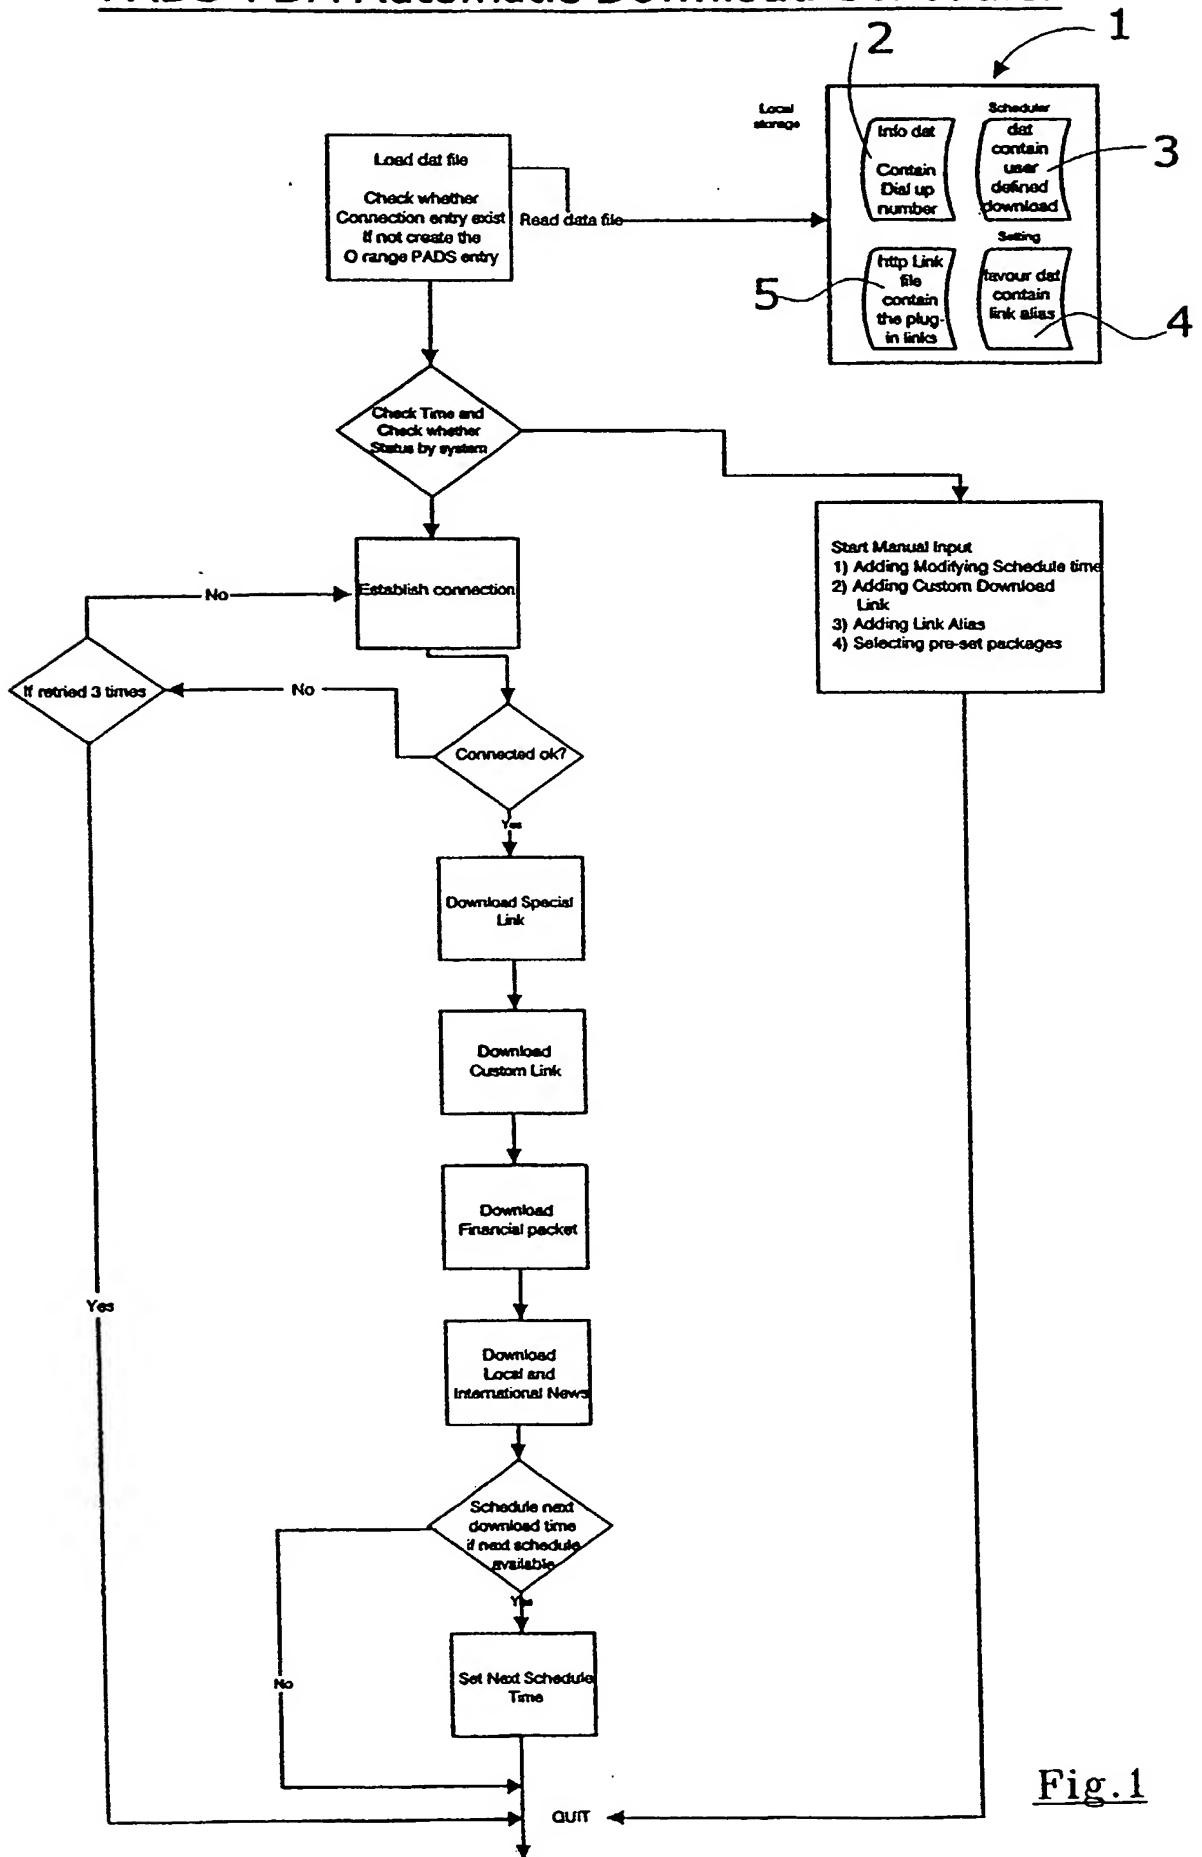 PADS PDA Automatic Download Scheduler
1
2
Local
storage
Info dat
Contain
Dial up
number
Scheduler
dat
contain
user
defined
download
3
http Link
file
contain
the plug-
in links
5
Setting
favour dat
contain
link alias
4
Load dat file
Check whether
Connection entry exist
If not create the
O range PADS entry
Read data file
Check Time and
Check whether
Status by system
Start Manual Input
1) Adding Modifying Schedule time
2) Adding Custom Download
Link
3) Adding Link Alias
4) Selecting pre-set packages
Establish connection
No
If retried 3 times
No
Connected ok?
Yes
Download Special
Link
Download
Custom Link
Download
Financial packet
Yes
Download
Local and
International News
Schedule next
download time
if next schedule
available
Yes
No
Set Next Schedule
Time
QUIT
Fig.1